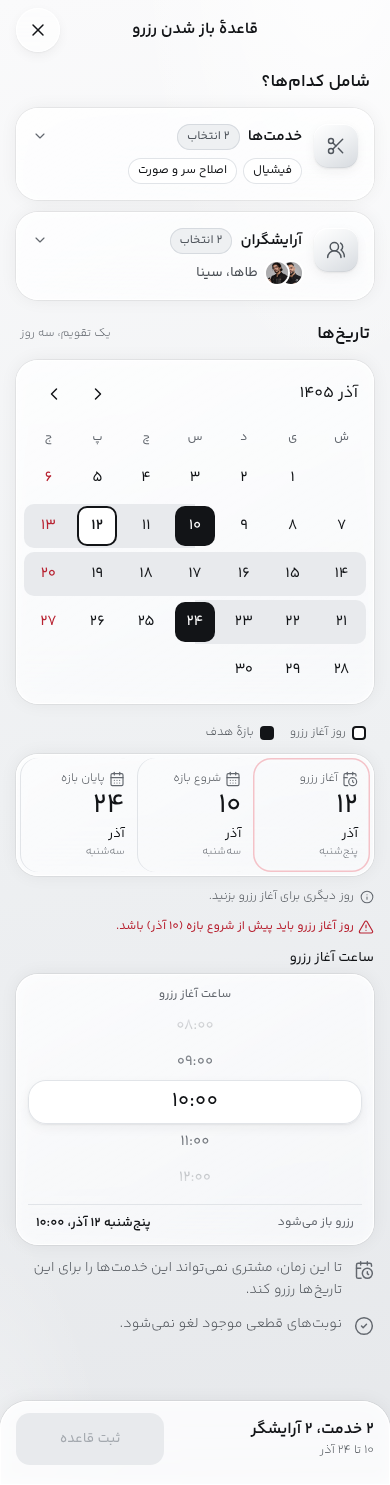 قاعدهٔ باز شدن رزرو
شامل کدام‌ها؟
خدمت‌ها ۲ انتخاب
فیشیال اصلاح سر و صورت
آرایشگران ۲ انتخاب
طاها، سینا
تاریخ‌ها یک تقویم، سه روز
آذر ۱۴۰۵
ش ی د س چ پ ج
۱ ۲ ۳ ۴ ۵ ۶
۷ ۸ ۹ ۱۰ ۱۱ ۱۲ ۱۳
۱۴ ۱۵ ۱۶ ۱۷ ۱۸ ۱۹ ۲۰
۲۱ ۲۲ ۲۳ ۲۴ ۲۵ ۲۶ ۲۷
۲۸ ۲۹ ۳۰
روز آغاز رزرو بازهٔ هدف
آغاز رزرو شروع بازه پایان بازه
۱۲ ۱۰ ۲۴
آذر آذر آذر
پنج‌شنبه سه‌شنبه سه‌شنبه
روز دیگری برای آغاز رزرو بزنید.
روز آغاز رزرو باید پیش از شروع بازه (۱۰ آذر) باشد.
ساعت آغاز رزرو
ساعت آغاز رزرو
۰۸:۰۰
۰۹:۰۰
۱۰:۰۰
۱۱:۰۰
۱۲:۰۰
رزرو باز می‌شود پنج‌شنبه ۱۲ آذر، ۱۰:۰۰
تا این زمان، مشتری نمی‌تواند این خدمت‌ها را برای این
تاریخ‌ها رزرو کند.
نوبت‌های قطعی موجود لغو نمی‌شود.
۲ خدمت، ۲ آرایشگر
۱۰ تا ۲۴ آذر
ثبت قاعده